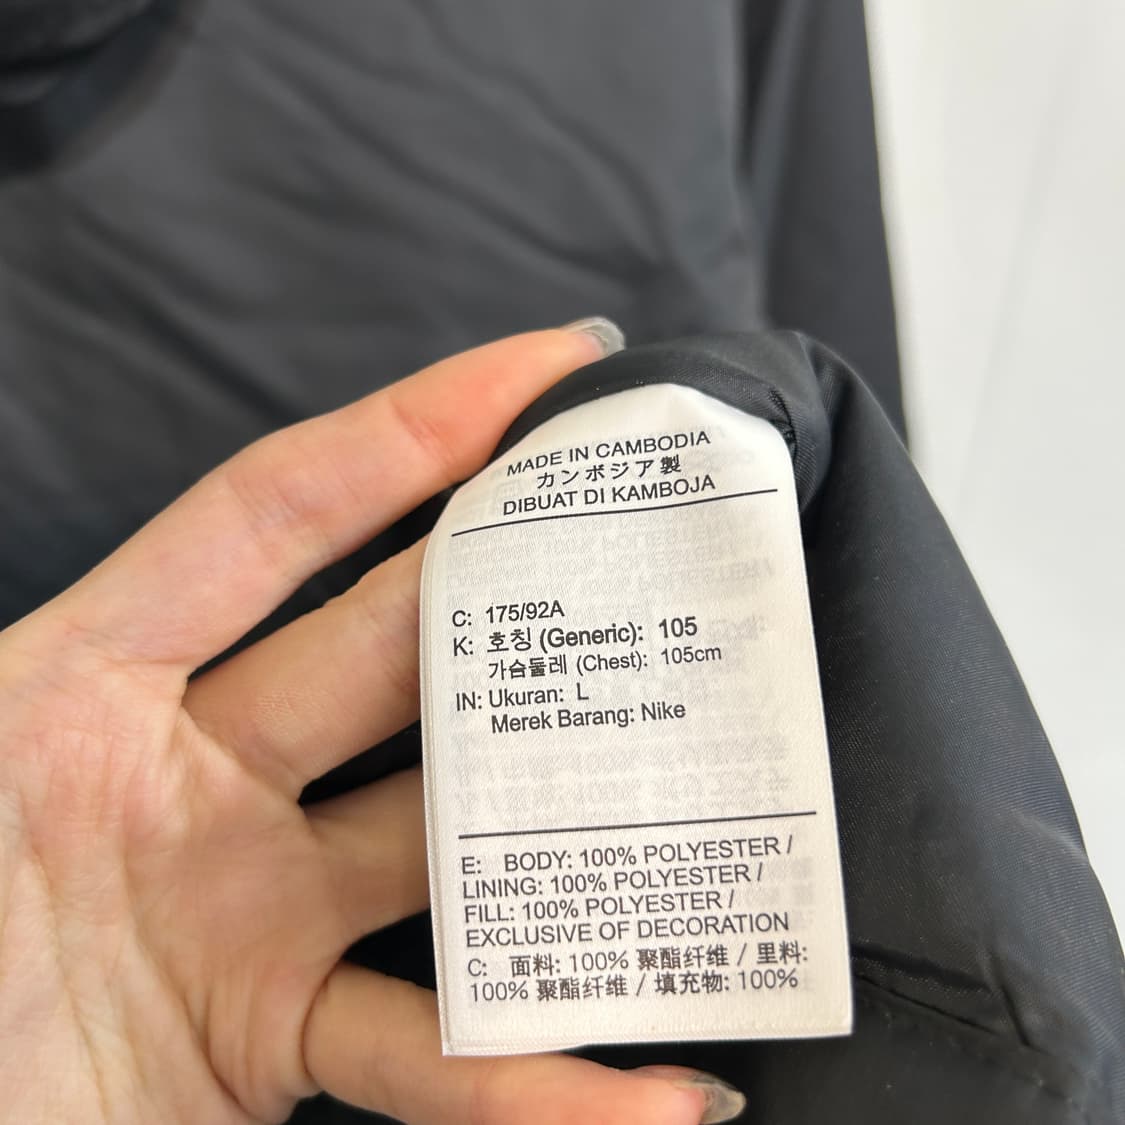 MADE IN CAMBODIA
カンボジア製
DIBUAT DI KAMBOJA
C: 175/92A
K: 호칭 (Generic): 105
가슴둘레 (Chest): 105cm
IN: Ukuran: L
Merek Barang: Nike
E: BODY: 100% POLYESTER /
LINING: 100% POLYESTER /
FILL: 100% POLYESTER /
EXCLUSIVE OF DECORATION
C: 面料: 100% 聚酯纤维 / 里料:
100% 聚酯纤维 / 填充物: 100%